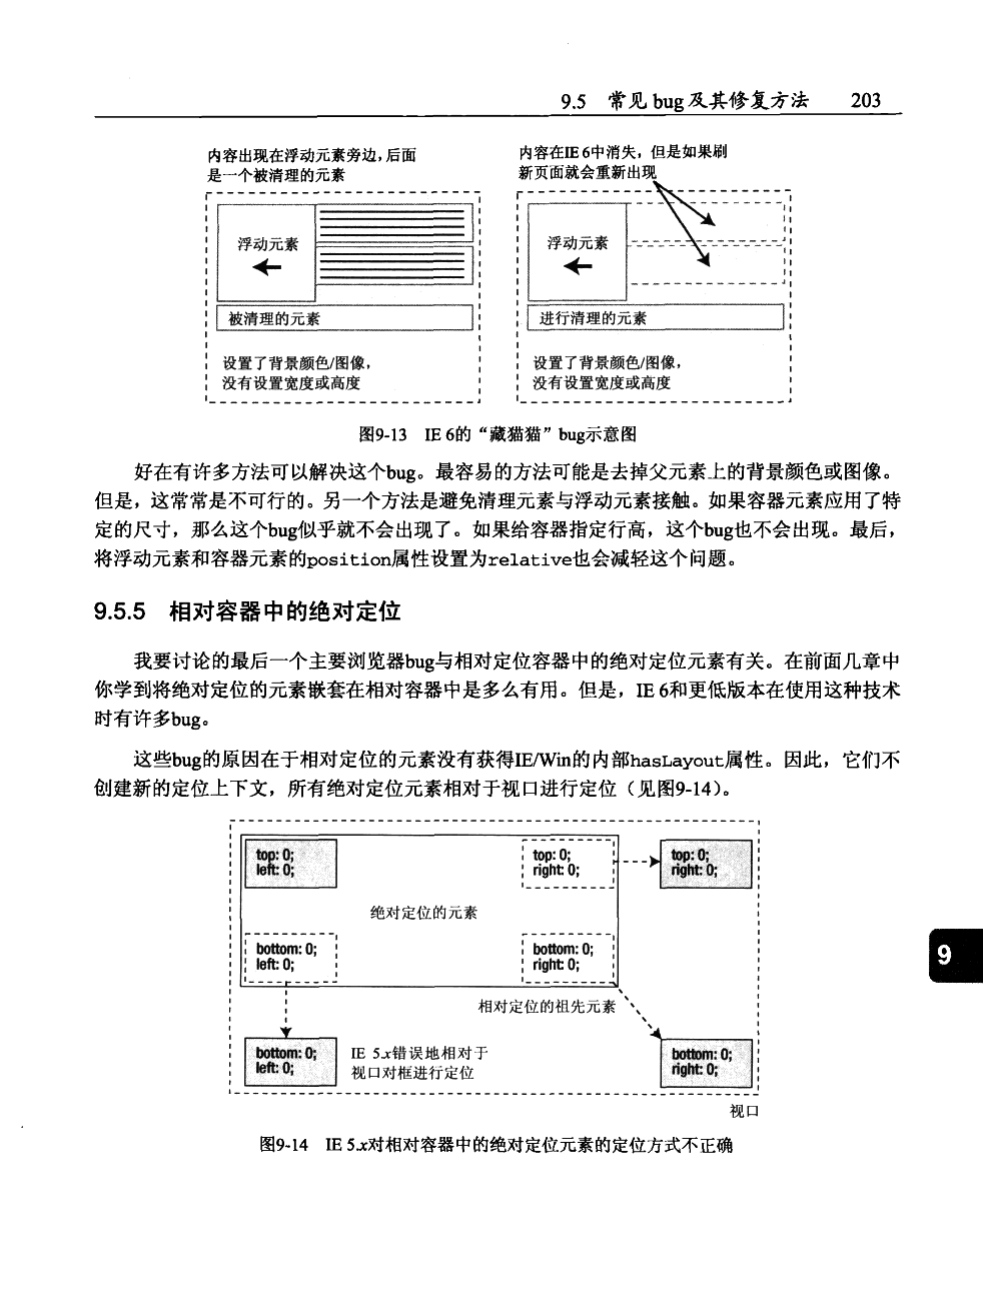 9.5 常见 bug 及其修复方法 203
内容出现在浮动元素旁边，后面
是一个被清理的元素
浮动元素
被清理的元素
设置了背景颜色/图像，
没有设置宽度或高度
内容在IE 6中消失，但是如果刷
新页面就会重新出现
浮动元素
进行清理的元素
设置了背景颜色/图像，
没有设置宽度或高度
图9-13 IE 6的“藏猫猫”bug示意图
好在有许多方法可以解决这个bug。最容易的方法可能是去掉父元素上的背景颜色或图像。
但是，这常常是不可行的。另一个方法是避免清理元素与浮动元素接触。如果容器元素应用了特
定的尺寸，那么这个bug似乎就不会出现了。如果给容器指定行高，这个bug也不会出现。最后，
将浮动元素和容器元素的position属性设置为relative也会减轻这个问题。
9.5.5 相对容器中的绝对定位
我要讨论的最后一个主要浏览器bug与相对定位容器中的绝对定位元素有关。在前面几章中
你学到将绝对定位的元素嵌套在相对容器中是多么有用。但是，IE 6和更低版本在使用这种技术
时有许多bug。
这些bug的原因在于相对定位的元素没有获得IE/Win的内部hasLayout属性。因此，它们不
创建新的定位上下文，所有绝对定位元素相对于视口进行定位（见图9-14）。
top: 0;
left: 0;
top: 0;
right: 0;
top: 0;
right: 0;
绝对定位的元素
bottom: 0;
left: 0;
bottom: 0;
right: 0;
9
相对定位的祖先元素
bottom: 0;
left: 0;
IE 5.x错误地相对于
视口对框进行定位
bottom: 0;
right: 0;
视口
图9-14 IE 5.x对相对容器中的绝对定位元素的定位方式不正确